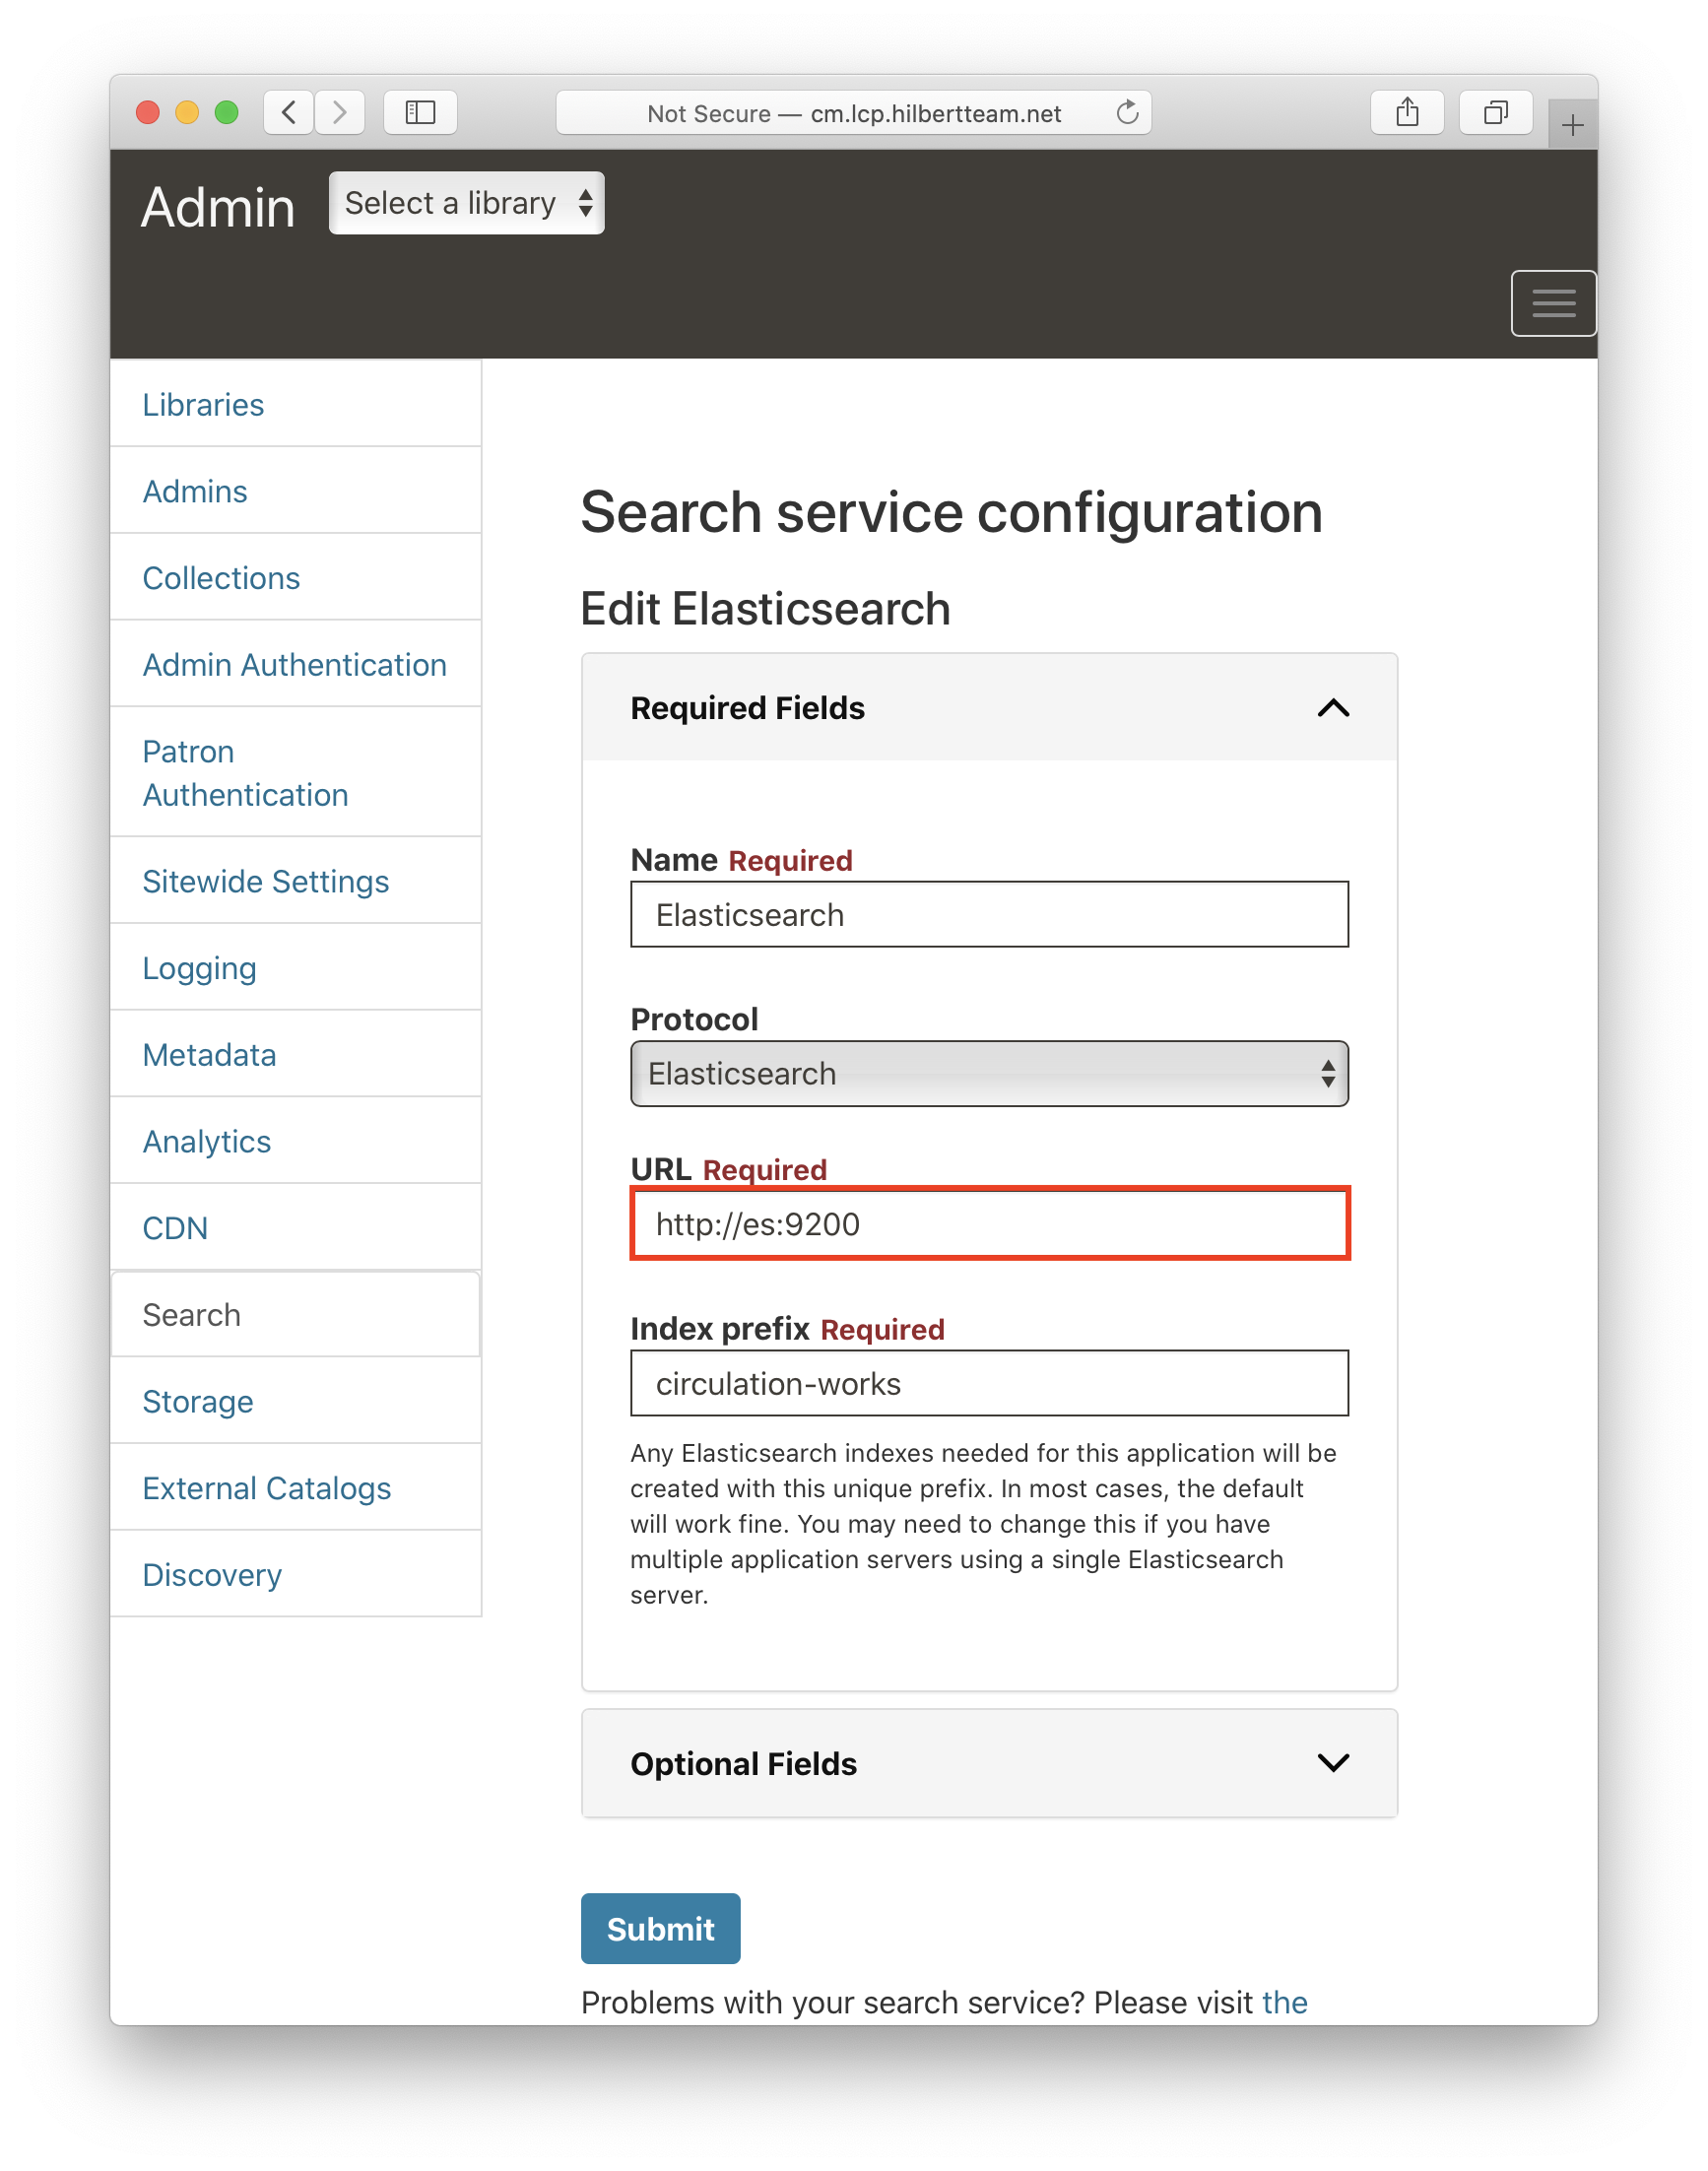 Not Secure — cm.lcp.hilbertteam.net
Admin
Select a library
Libraries
Admins
Collections
Admin Authentication
Patron
Authentication
Sitewide Settings
Logging
Metadata
Analytics
CDN
Search
Storage
External Catalogs
Discovery
Search service configuration
Edit Elasticsearch
Required Fields
Name Required
Elasticsearch
Protocol
Elasticsearch
URL Required
http://es:9200
Index prefix Required
circulation-works
Any Elasticsearch indexes needed for this application will be
created with this unique prefix. In most cases, the default
will work fine. You may need to change this if you have
multiple application servers using a single Elasticsearch
server.
Optional Fields
Submit
Problems with your search service? Please visit the